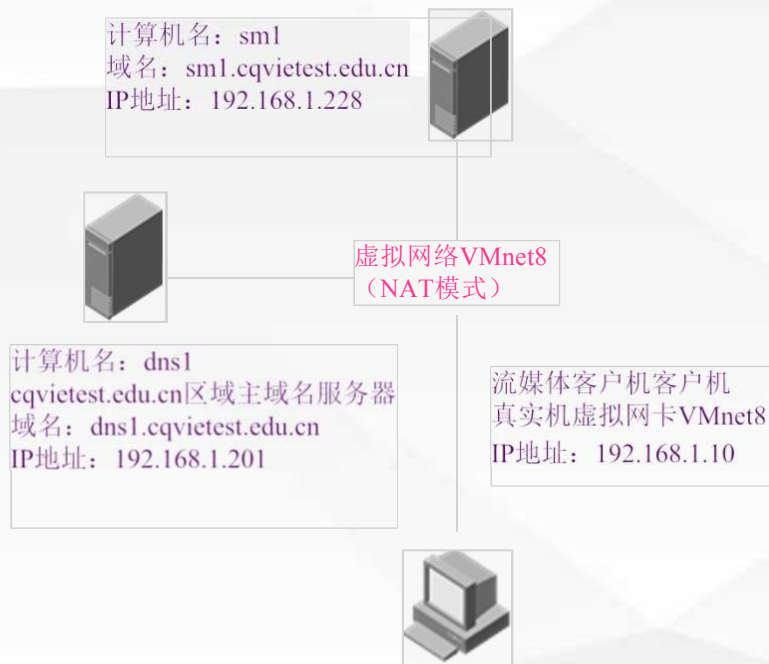 计算机名：sm1
域名：sm1.cqvietest.edu.cn
IP地址：192.168.1.228
虚拟网络VMnet8
（NAT模式）
计算机名：dns1
cqvietest.edu.cn区域主域名服务器
域名：dns1.cqvietest.edu.cn
IP地址：192.168.1.201
流媒体客户机客户机
真实机虚拟网卡VMnet8
IP地址：192.168.1.10